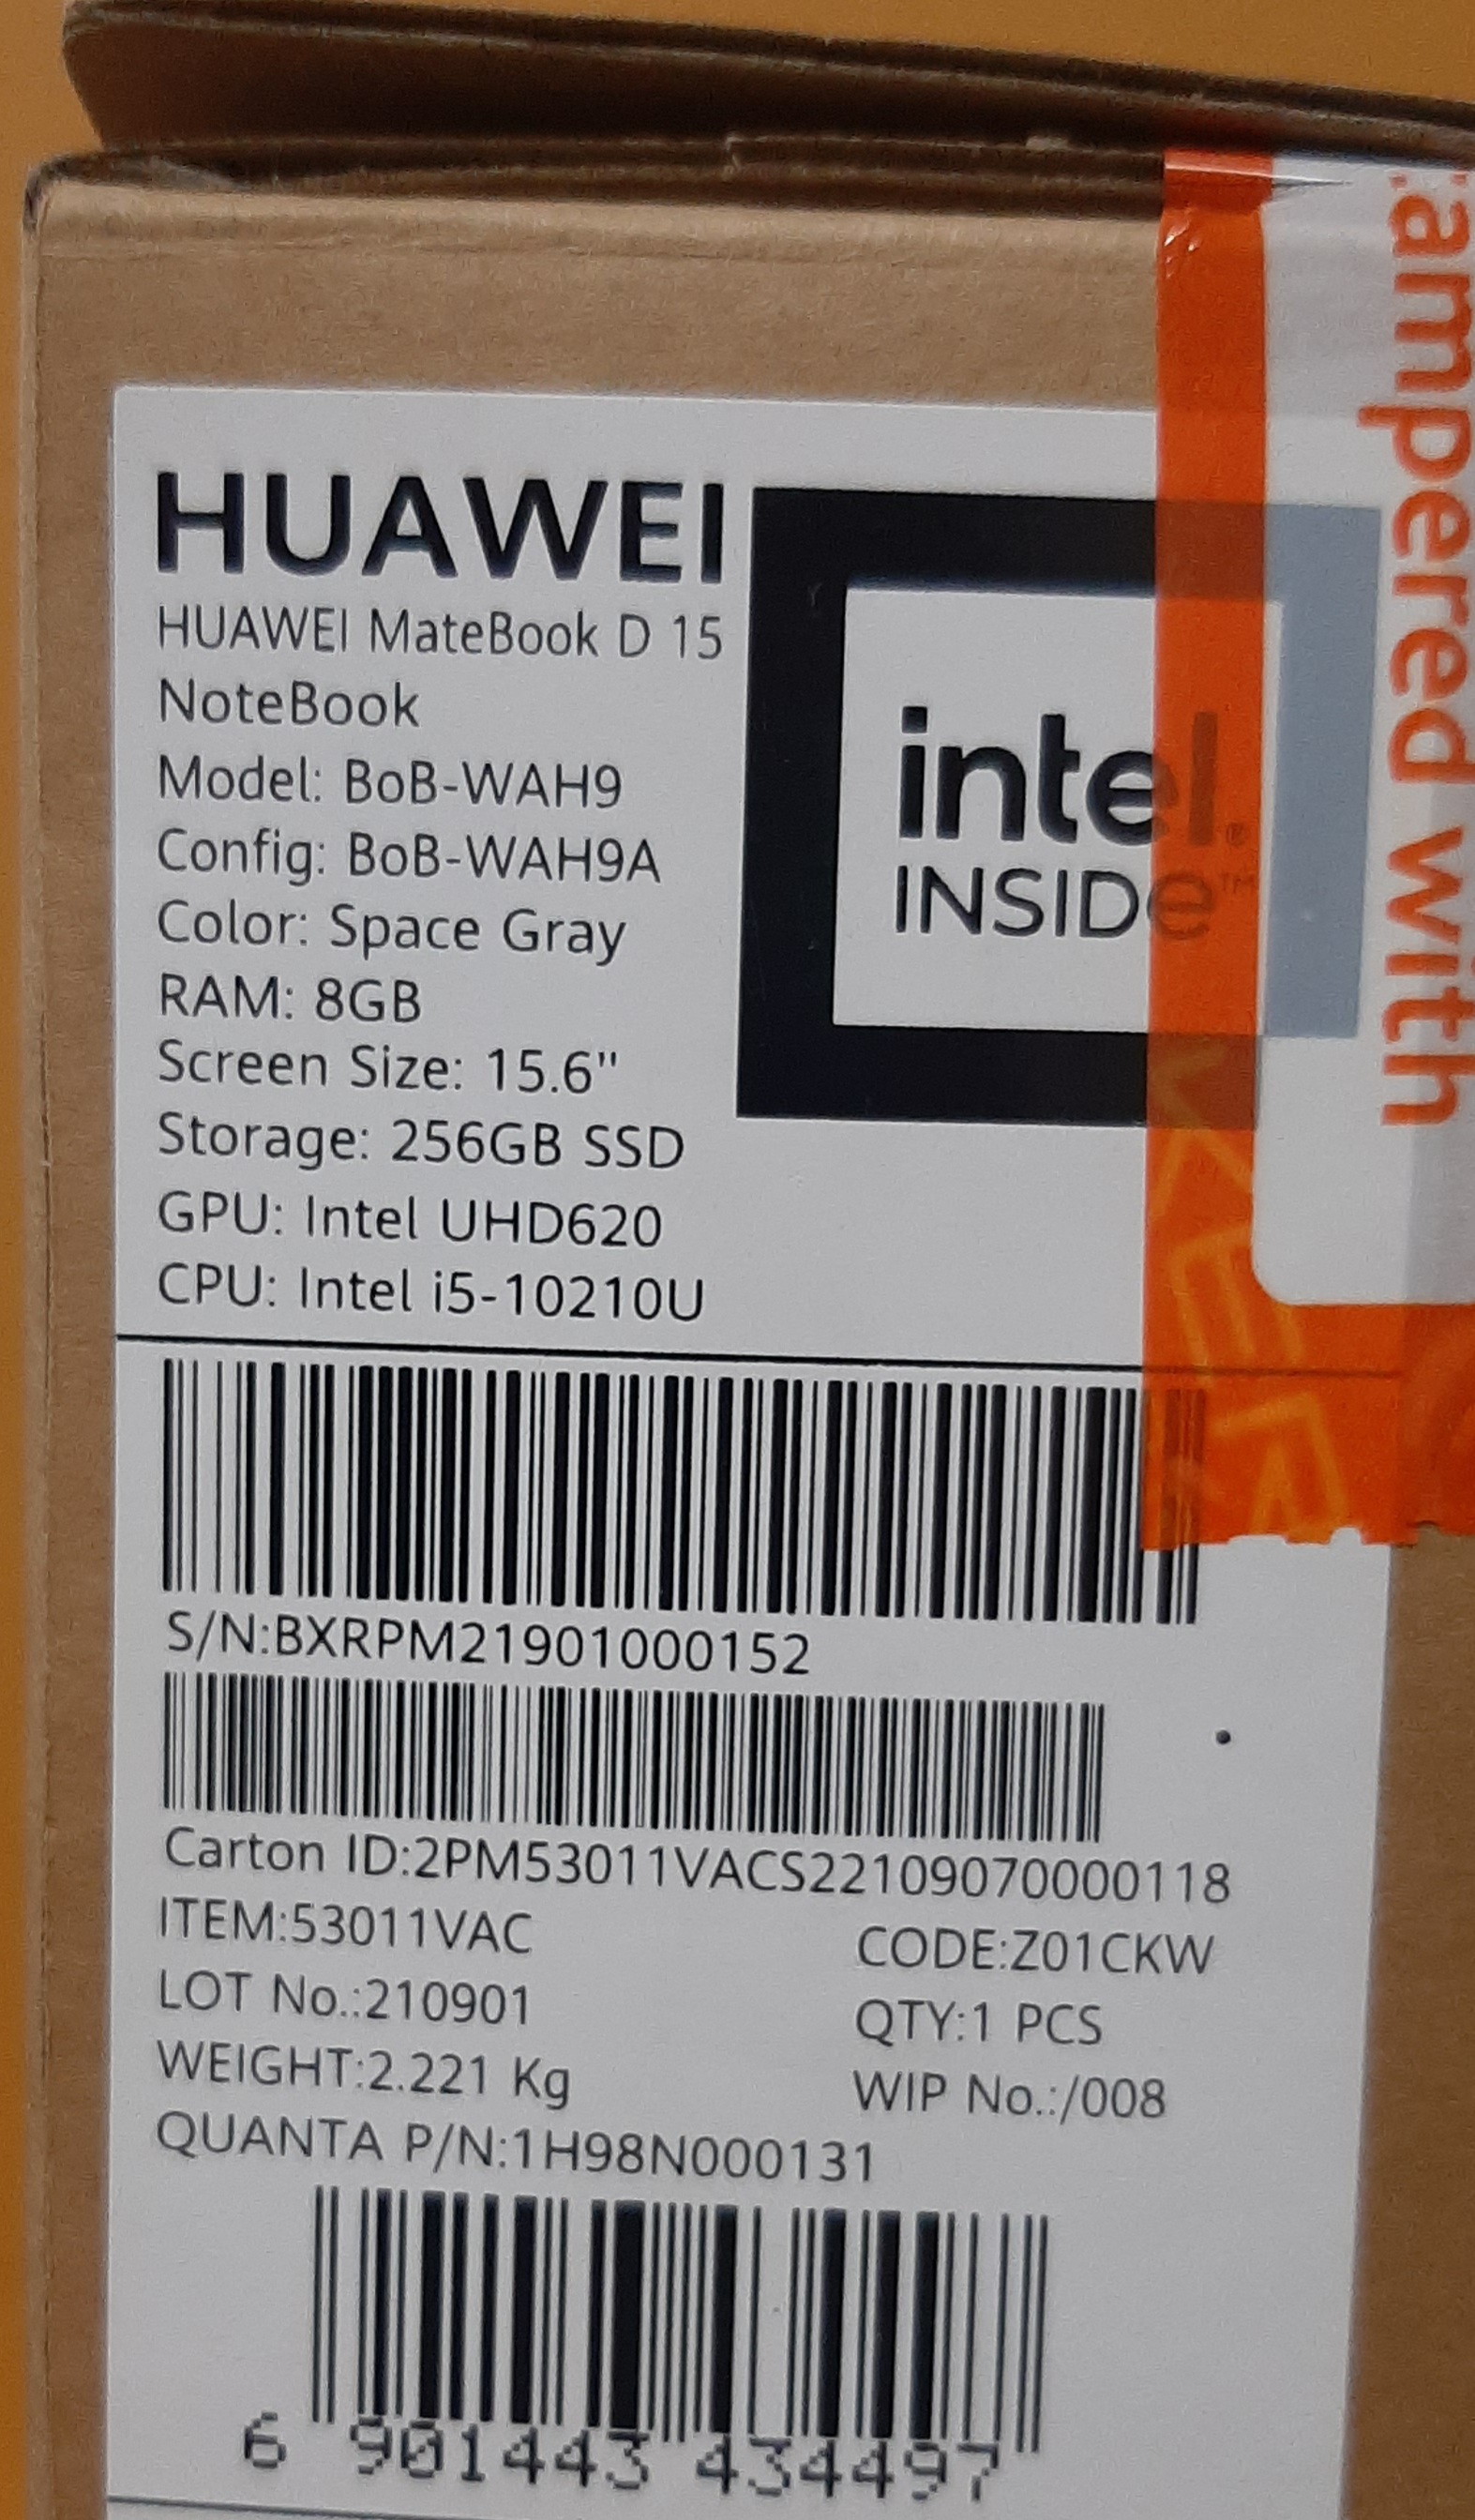 HUAWEI
HUAWEI MateBook D 15
NoteBook
Model: BoB-WAH9
Config: BoB-WAH9A
Color: Space Gray
RAM: 8GB
Screen Size: 15.6"
Storage: 256GB SSD
GPU: Intel UHD620
CPU: Intel i5-10210U
intel®
INSIDe™
ampered with
S/N:BXRPM21901000152
Carton ID:2PM53011VACS22109070000118
ITEM:53011VAC
CODE:Z01CKW
LOT No.:210901
QTY:1 PCS
WEIGHT:2.221 Kg
WIP No.:/008
QUANTA P/N:1H98N000131
6 901443 434497